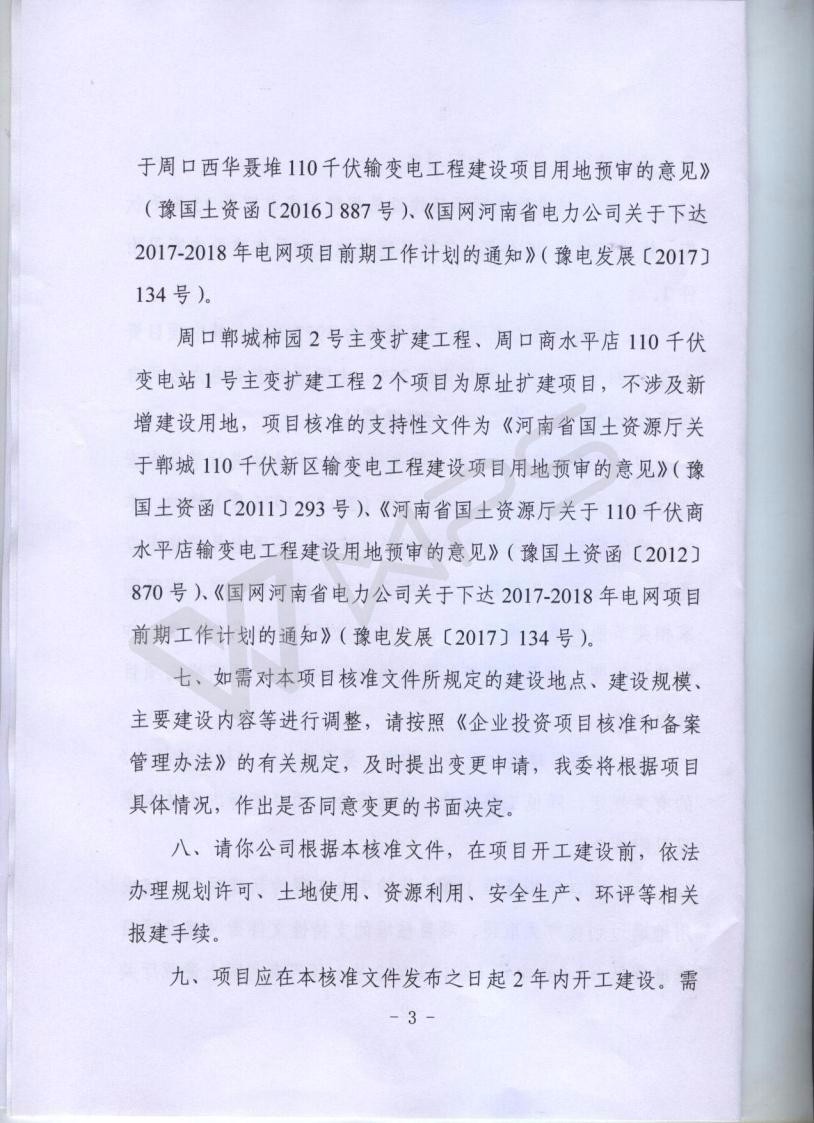 于周口西华聂堆110千伏输变电工程建设项目用地预审的意见》
（豫国土资函〔2016〕887号）、《国网河南省电力公司关于下达
2017-2018年电网项目前期工作计划的通知》（豫电发展〔2017〕
134号）。
周口郸城柿园2号主变扩建工程、周口商水平店110千伏
变电站1号主变扩建工程2个项目为原址扩建项目，不涉及新
增建设用地，项目核准的支持性文件为《河南省国土资源厅关
于郸城110千伏新区输变电工程建设项目用地预审的意见》（豫
国土资函〔2011〕293号）、《河南省国土资源厅关于110千伏商
水平店输变电工程建设用地预审的意见》（豫国土资函〔2012〕
870号）、《国网河南省电力公司关于下达2017-2018年电网项目
前期工作计划的通知》（豫电发展〔2017〕134号）。
七、如需对本项目核准文件所规定的建设地点、建设规模、
主要建设内容等进行调整，请按照《企业投资项目核准和备案
管理办法》的有关规定，及时提出变更申请，我委将根据项目
具体情况，作出是否同意变更的书面决定。
八、请你公司根据本核准文件，在项目开工建设前，依法
办理规划许可、土地使用、资源利用、安全生产、环评等相关
报建手续。
九、项目应在本核准文件发布之日起2年内开工建设。需
- 3 -
WPS